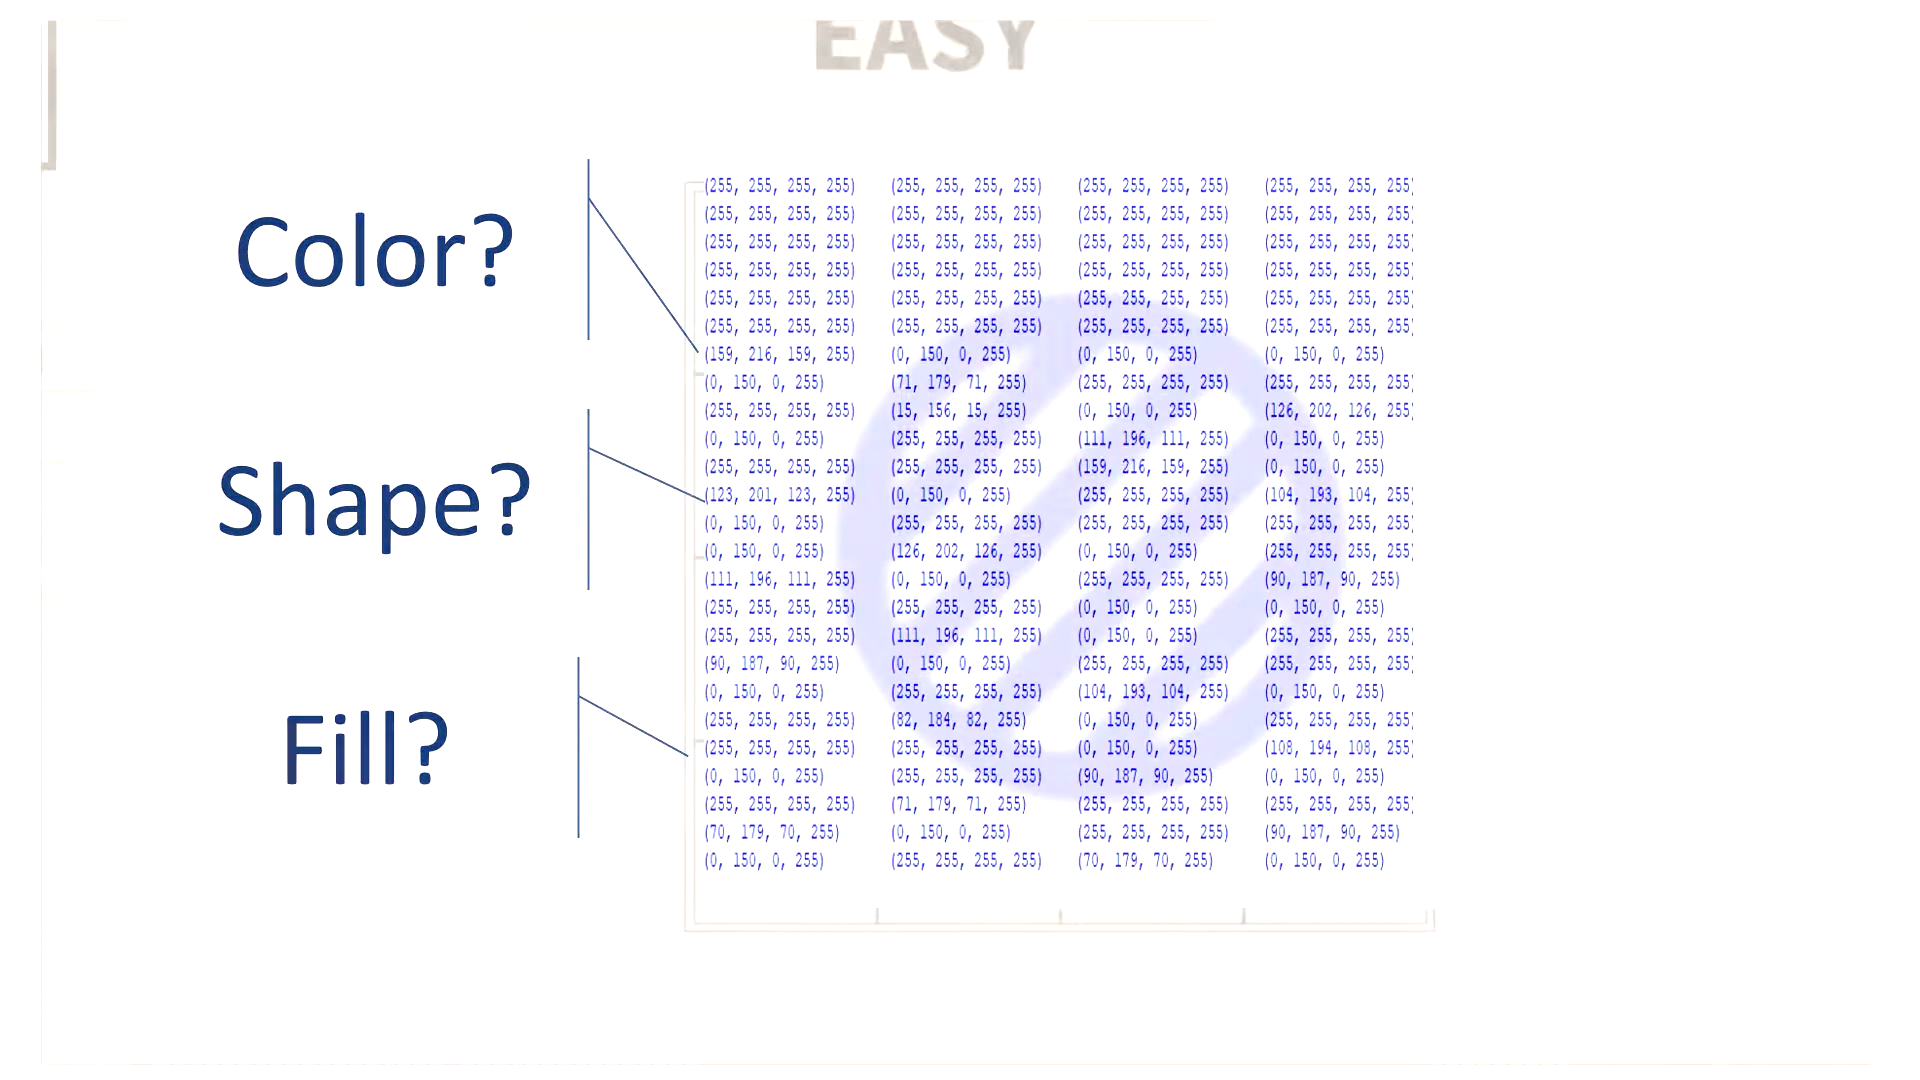 EASY
Color?
Shape?
Fill?
(255, 255, 255, 255) (255, 255, 255, 255) (255, 255, 255, 255) (255, 255, 255, 255)
(255, 255, 255, 255) (255, 255, 255, 255) (255, 255, 255, 255) (255, 255, 255, 255)
(255, 255, 255, 255) (255, 255, 255, 255) (255, 255, 255, 255) (255, 255, 255, 255)
(255, 255, 255, 255) (255, 255, 255, 255) (255, 255, 255, 255) (255, 255, 255, 255)
(255, 255, 255, 255) (255, 255, 255, 255) (255, 255, 255, 255) (255, 255, 255, 255)
(255, 255, 255, 255) (255, 255, 255, 255) (255, 255, 255, 255) (255, 255, 255, 255)
(159, 216, 159, 255) (0, 150, 0, 255) (0, 150, 0, 255) (0, 150, 0, 255)
(0, 150, 0, 255) (71, 179, 71, 255) (255, 255, 255, 255) (255, 255, 255, 255)
(255, 255, 255, 255) (15, 156, 15, 255) (0, 150, 0, 255) (126, 202, 126, 255)
(0, 150, 0, 255) (255, 255, 255, 255) (111, 196, 111, 255) (0, 150, 0, 255)
(255, 255, 255, 255) (255, 255, 255, 255) (159, 216, 159, 255) (0, 150, 0, 255)
(123, 201, 123, 255) (0, 150, 0, 255) (255, 255, 255, 255) (104, 193, 104, 255)
(0, 150, 0, 255) (255, 255, 255, 255) (255, 255, 255, 255) (255, 255, 255, 255)
(0, 150, 0, 255) (126, 202, 126, 255) (0, 150, 0, 255) (255, 255, 255, 255)
(111, 196, 111, 255) (0, 150, 0, 255) (255, 255, 255, 255) (90, 187, 90, 255)
(255, 255, 255, 255) (255, 255, 255, 255) (0, 150, 0, 255) (0, 150, 0, 255)
(255, 255, 255, 255) (111, 196, 111, 255) (0, 150, 0, 255) (255, 255, 255, 255)
(90, 187, 90, 255) (0, 150, 0, 255) (255, 255, 255, 255) (255, 255, 255, 255)
(0, 150, 0, 255) (255, 255, 255, 255) (104, 193, 104, 255) (0, 150, 0, 255)
(255, 255, 255, 255) (82, 184, 82, 255) (0, 150, 0, 255) (255, 255, 255, 255)
(255, 255, 255, 255) (255, 255, 255, 255) (0, 150, 0, 255) (108, 194, 108, 255)
(0, 150, 0, 255) (255, 255, 255, 255) (90, 187, 90, 255) (0, 150, 0, 255)
(255, 255, 255, 255) (71, 179, 71, 255) (255, 255, 255, 255) (255, 255, 255, 255)
(70, 179, 70, 255) (0, 150, 0, 255) (255, 255, 255, 255) (90, 187, 90, 255)
(0, 150, 0, 255) (255, 255, 255, 255) (70, 179, 70, 255) (0, 150, 0, 255)